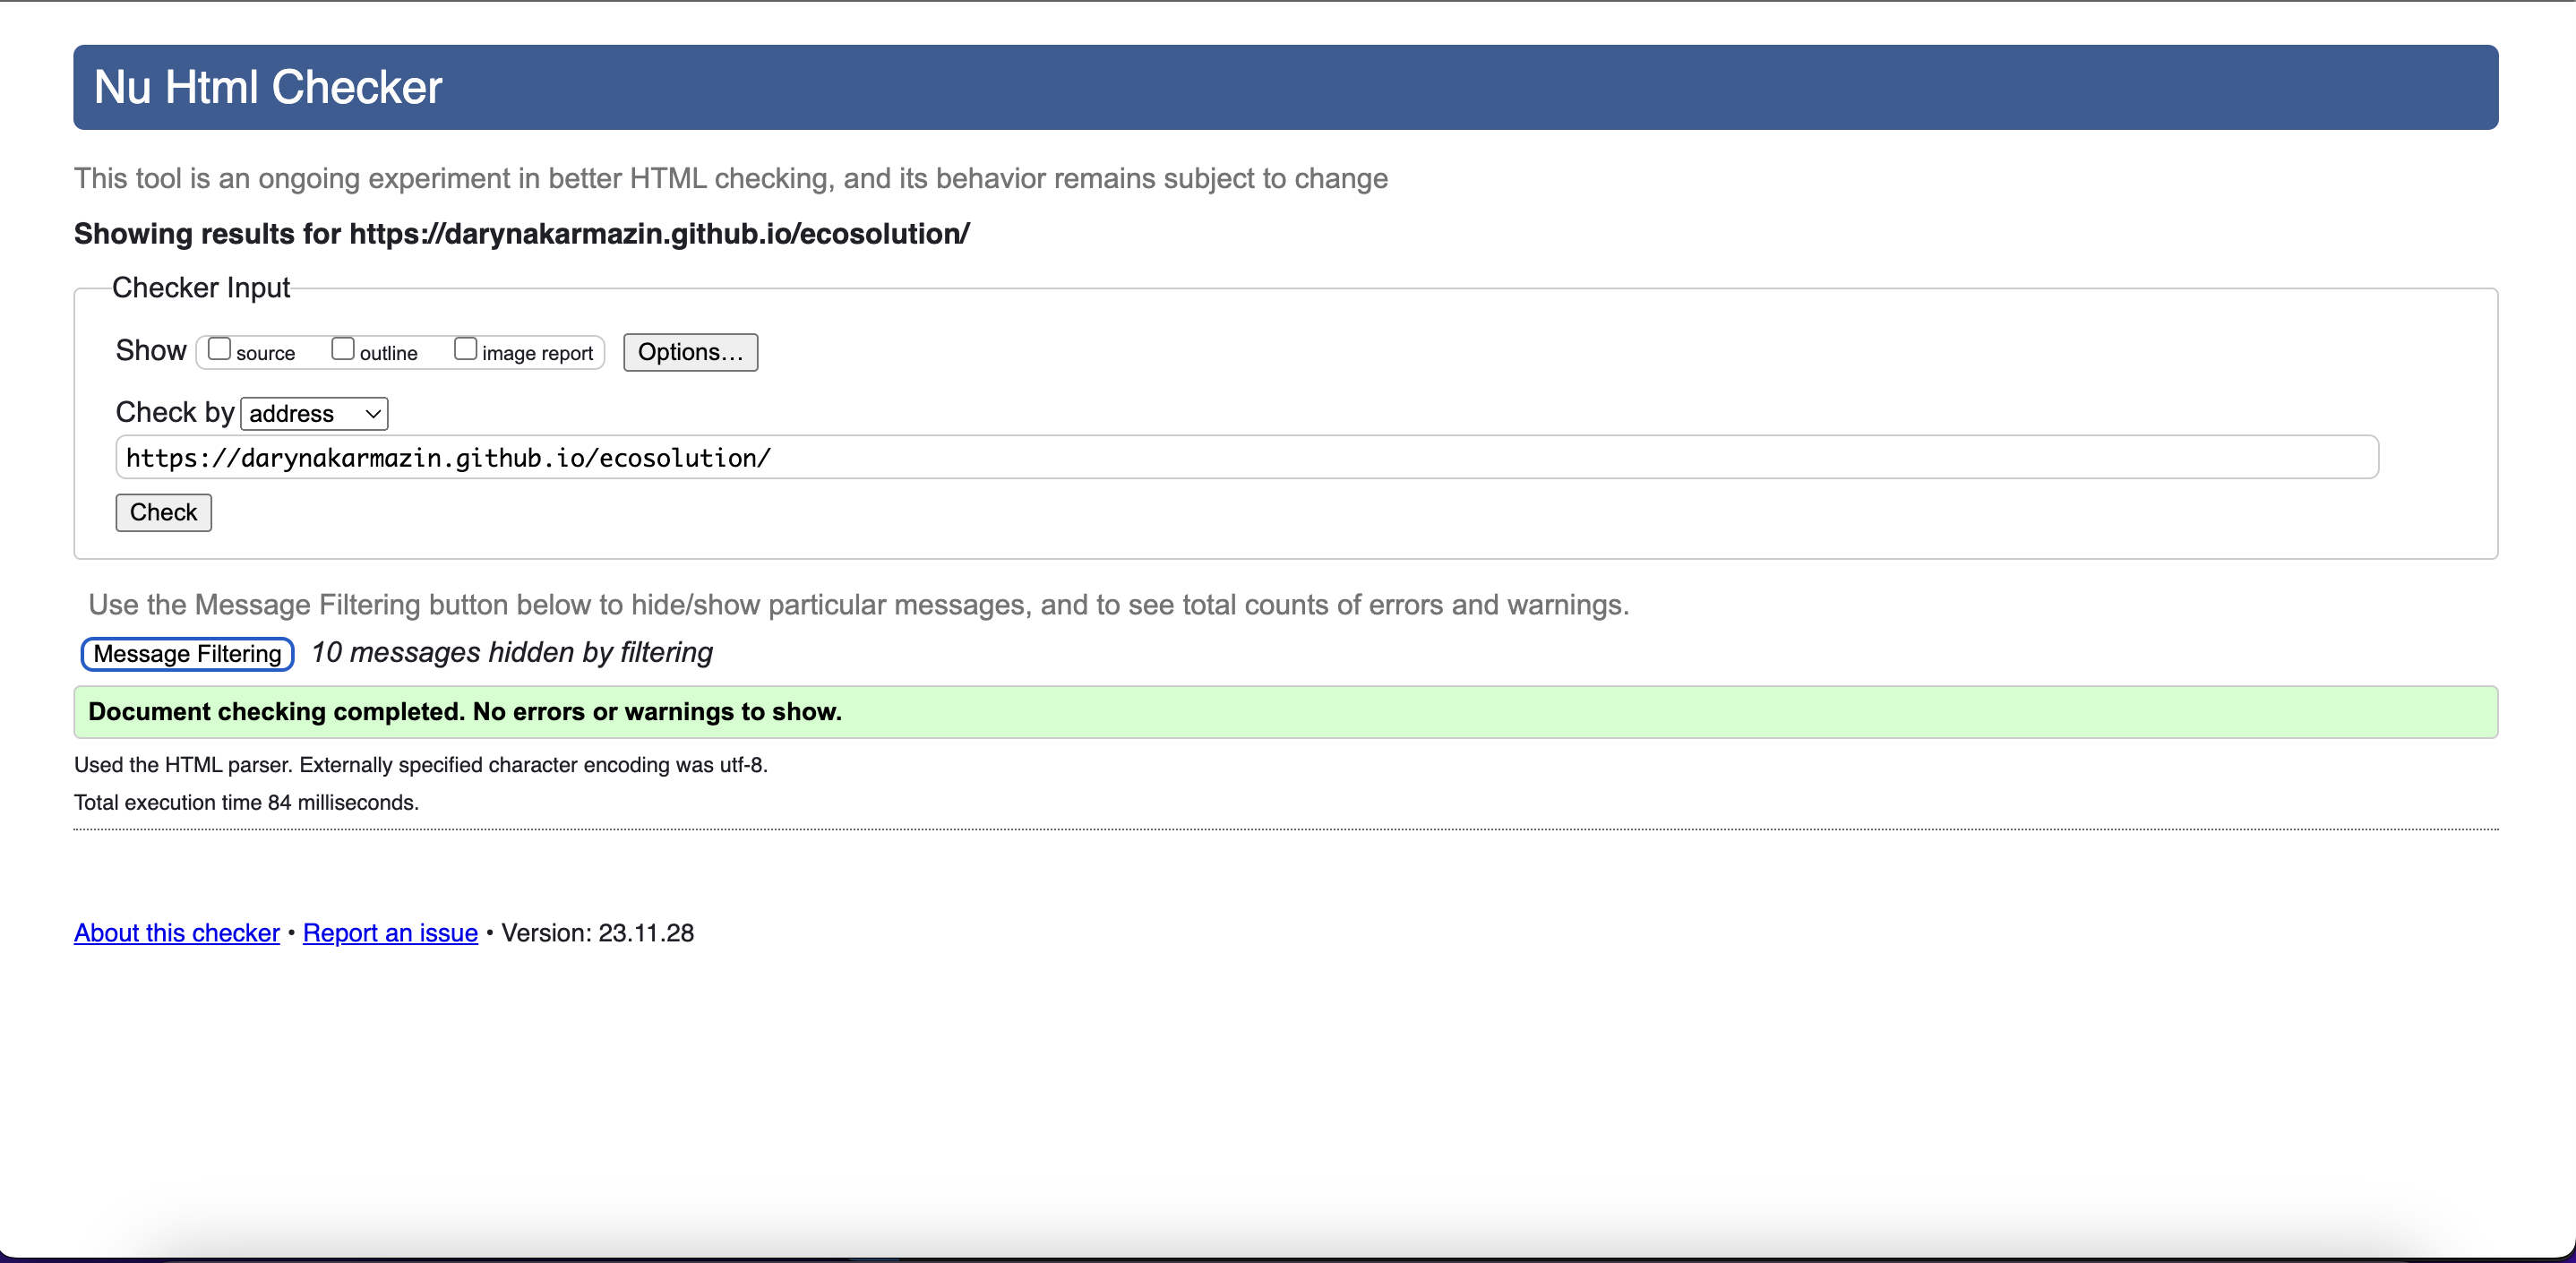 Nu Html Checker
This tool is an ongoing experiment in better HTML checking, and its behavior remains subject to change
Showing results for https://darynakarmazin.github.io/ecosolution/
Checker Input
Show source outline image report Options…
Check by address
https://darynakarmazin.github.io/ecosolution/
Check
Use the Message Filtering button below to hide/show particular messages, and to see total counts of errors and warnings.
Message Filtering 10 messages hidden by filtering
Document checking completed. No errors or warnings to show.
Used the HTML parser. Externally specified character encoding was utf-8.
Total execution time 84 milliseconds.
About this checker • Report an issue • Version: 23.11.28